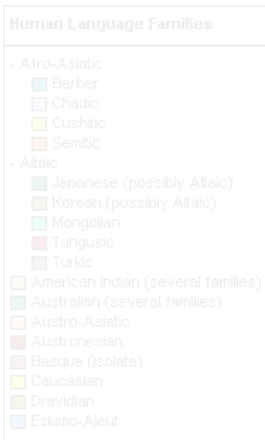 Human Language Families
- Afro-Asiatic
Berber
Chadic
Cushitic
Semitic
- Altaic
Japanese (possibly Altaic)
Korean (possibly Altaic)
Mongolian
Tungusic
Turkic
American Indian (several families)
Australian (several families)
Austro-Asiatic
Austronesian
Basque (isolate)
Caucasian
Dravidian
Eskimo-Aleut